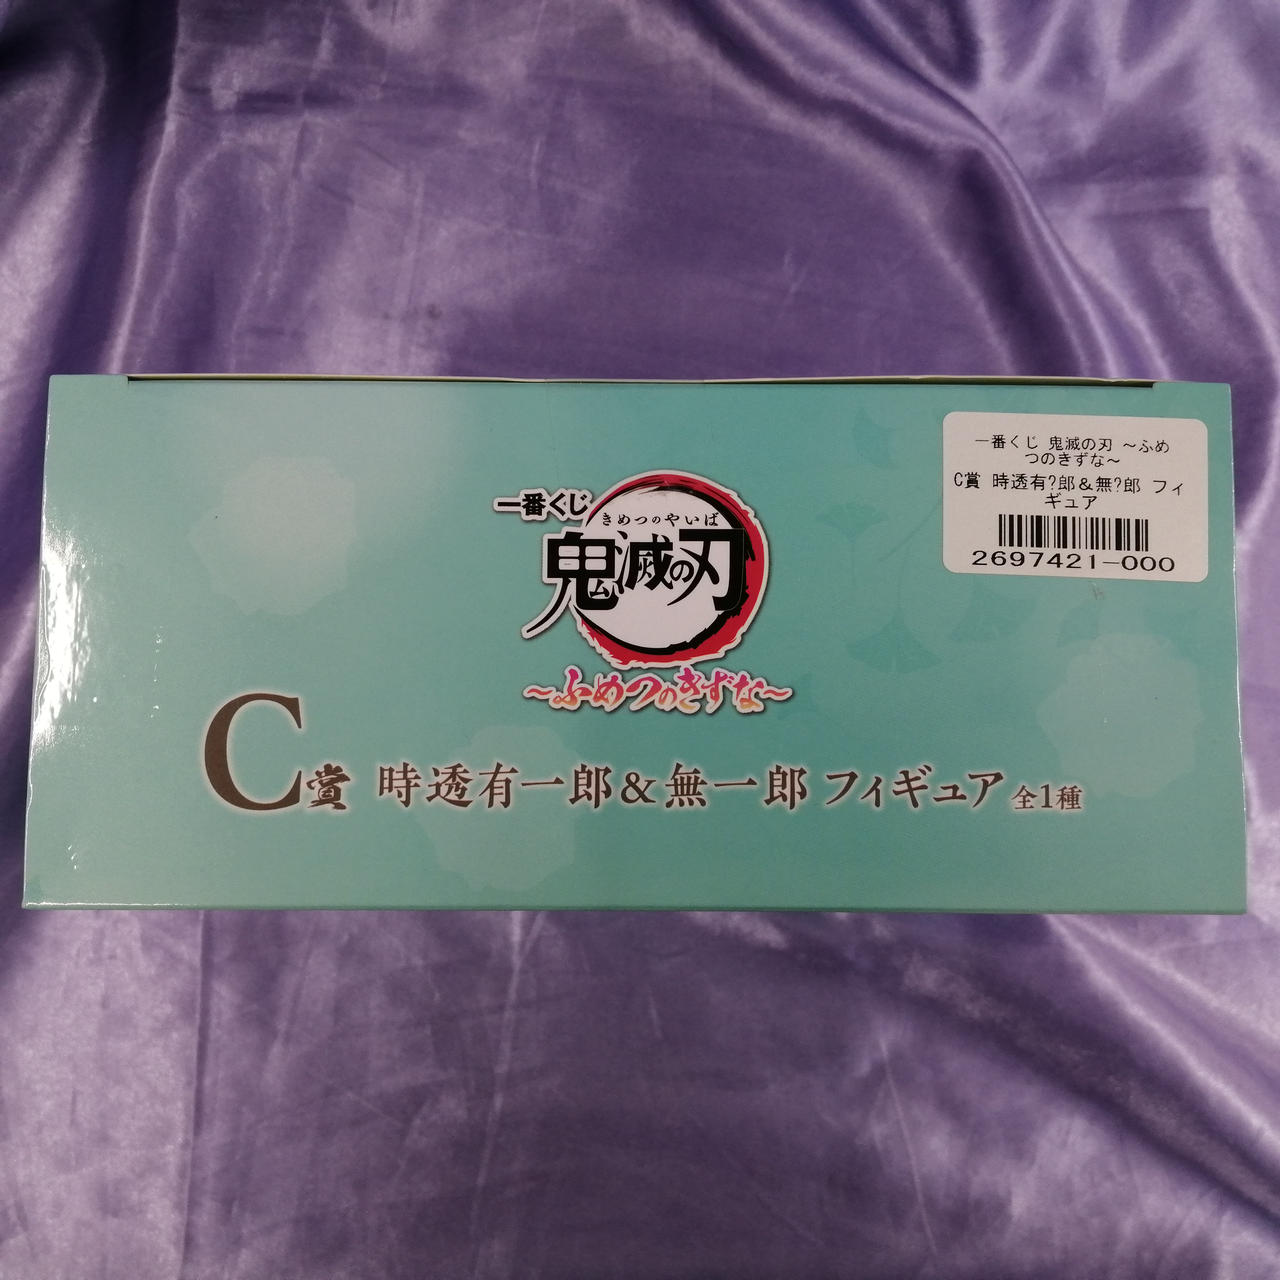 一番くじ 鬼滅の刃 ～ふめ
つのきずな～
C賞 時透有?郎＆無?郎 フィ
ギュア
2697421-000
一番くじ
きめつのやいば
鬼滅の刃
～ふめつのきずな～
C賞 時透有一郎＆無一郎 フィギュア 全1種